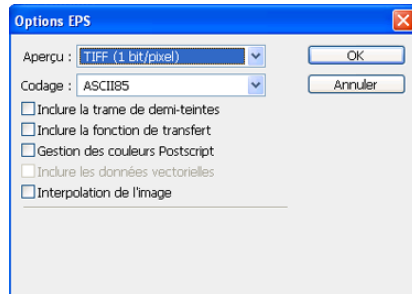 Options EPS
Aperçu : TIFF (1 bit/pixel) OK
Codage : ASCII85 Annuler
Inclure la trame de demi-teintes
Inclure la fonction de transfert
Gestion des couleurs Postscript
Inclure les données vectorielles
Interpolation de l'image